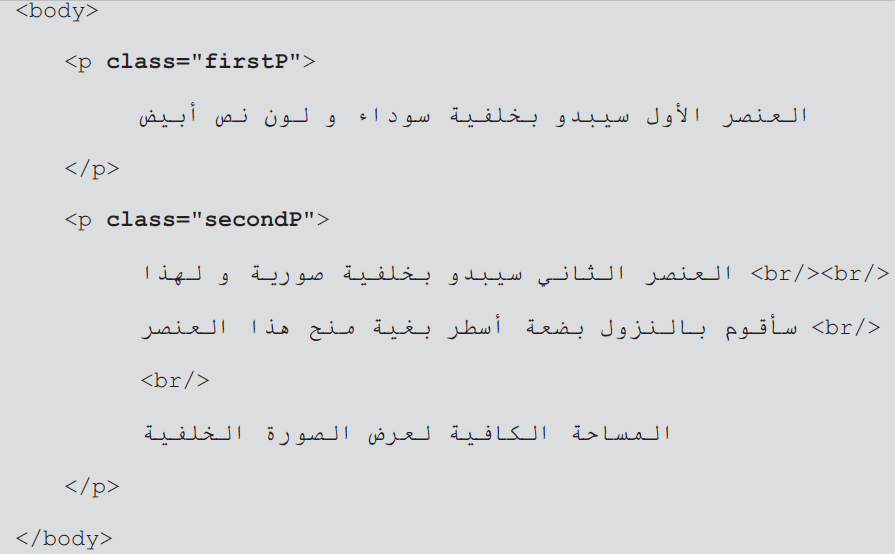 <body>
<p class="firstP">
العنصر الأول سيبدو بخلفية سوداء و لون نص أبيض
</p>
<p class="secondP">
العنصر الثاني سيبدو بخلفية صورية و لهذا <br/><br/>
سأقوم بالنزول بضعة أسطر بغية منح هذا العنصر <br/>
<br/>
المساحة الكافية لعرض الصورة الخلفية
</p>
</body>